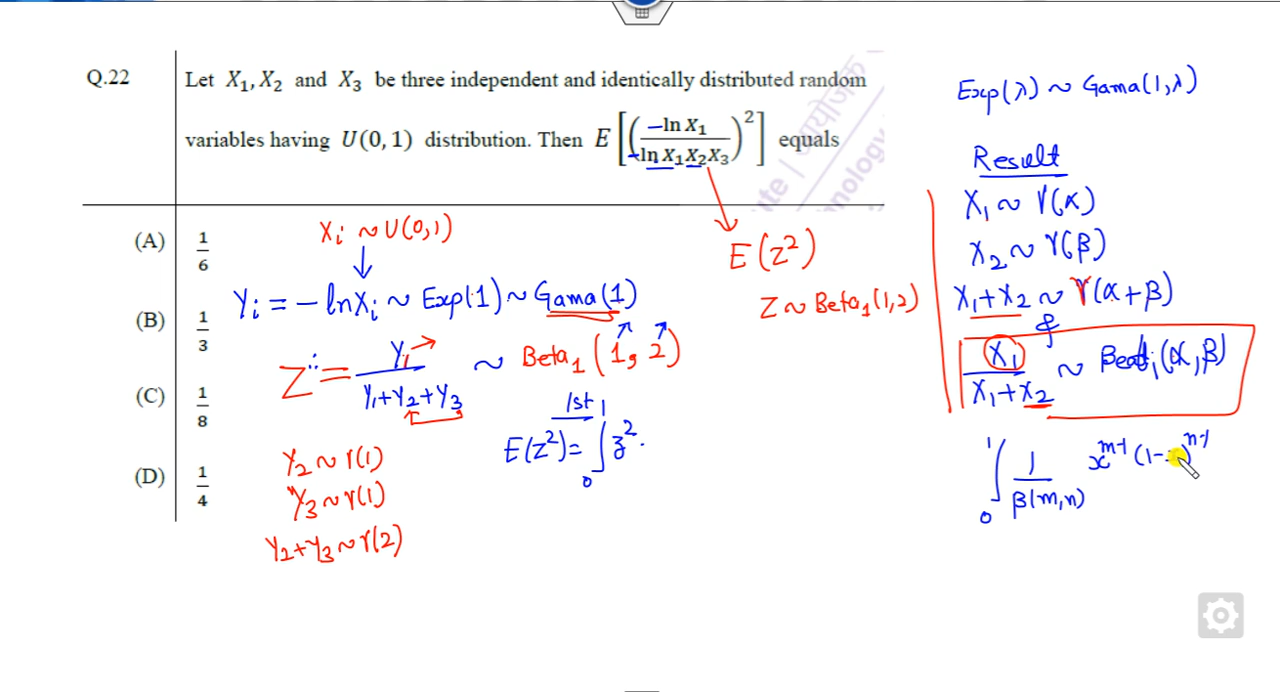 Q.22 Let X₁, X₂ and X₃ be three independent and identically distributed random
variables having U(0, 1) distribution. Then E[(−ln X₁ / −ln X₁X₂X₃)²] equals
(A) 1/6
(B) 1/3
(C) 1/8
(D) 1/4
Xi ~ U(0,1)
↓
Yi = −lnXi ~ Exp(1) ~ Gama(1)
Z = Y₁ / Y₁+Y₂+Y₃ ~ Beta₁(1, 2)
1st
E(z²) = ∫₀¹ z².
Y₂ ~ γ(1)
Y₃ ~ γ(1)
Y₂+Y₃ ~ γ(2)
E(z²)
Z ~ Beta₁(1,2)
Exp(λ) ~ Gama(1,λ)
Result
X₁ ~ γ(α)
X₂ ~ γ(β)
X₁+X₂ ~ γ(α+β)
&
X₁ / X₁+X₂ ~ (α, β)
∫₀¹ 1/β(m,n) x^(m-1) (1-
n-1